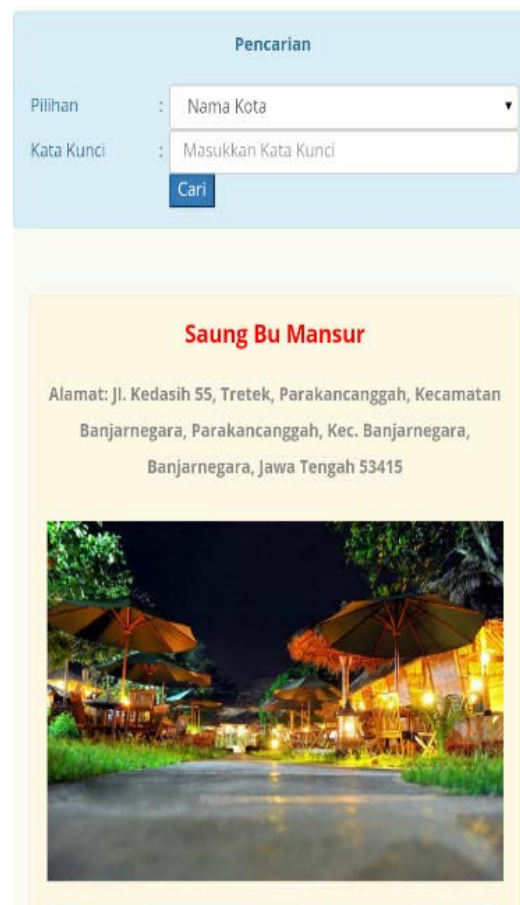 Pencarian
Pilihan : Nama Kota
Kata Kunci : Masukkan Kata Kunci
Cari
Saung Bu Mansur
Alamat: Jl. Kedasih 55, Tretek, Parakancanggah, Kecamatan
Banjarnegara, Parakancanggah, Kec. Banjarnegara,
Banjarnegara, Jawa Tengah 53415